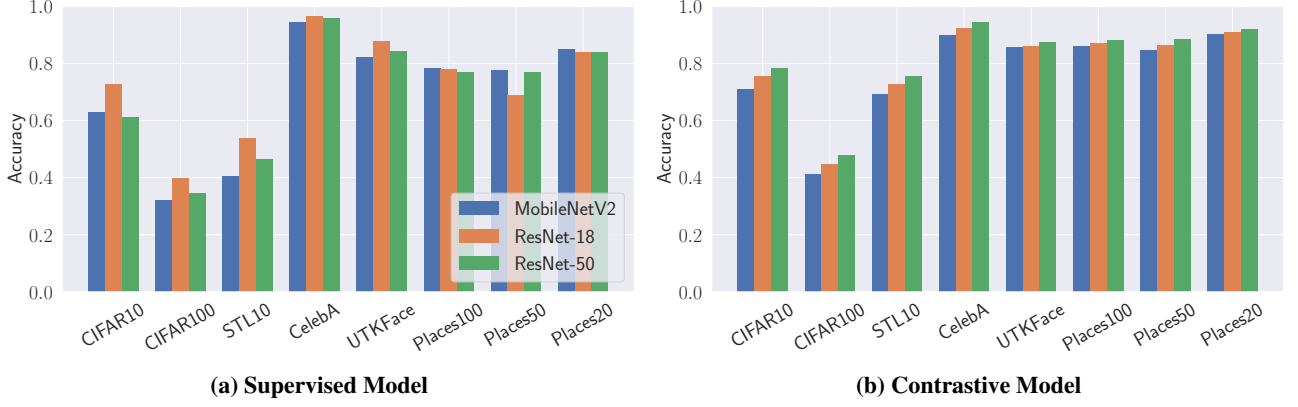 1.0
0.8
0.6
0.4
0.2
0.0
Accuracy
MobileNetV2
ResNet-18
ResNet-50
CIFAR10
CIFAR100
STL10
CelebA
UTKFace
Places100
Places50
Places20
(a) Supervised Model
1.0
0.8
0.6
0.4
0.2
0.0
Accuracy
CIFAR10
CIFAR100
STL10
CelebA
UTKFace
Places100
Places50
Places20
(b) Contrastive Model